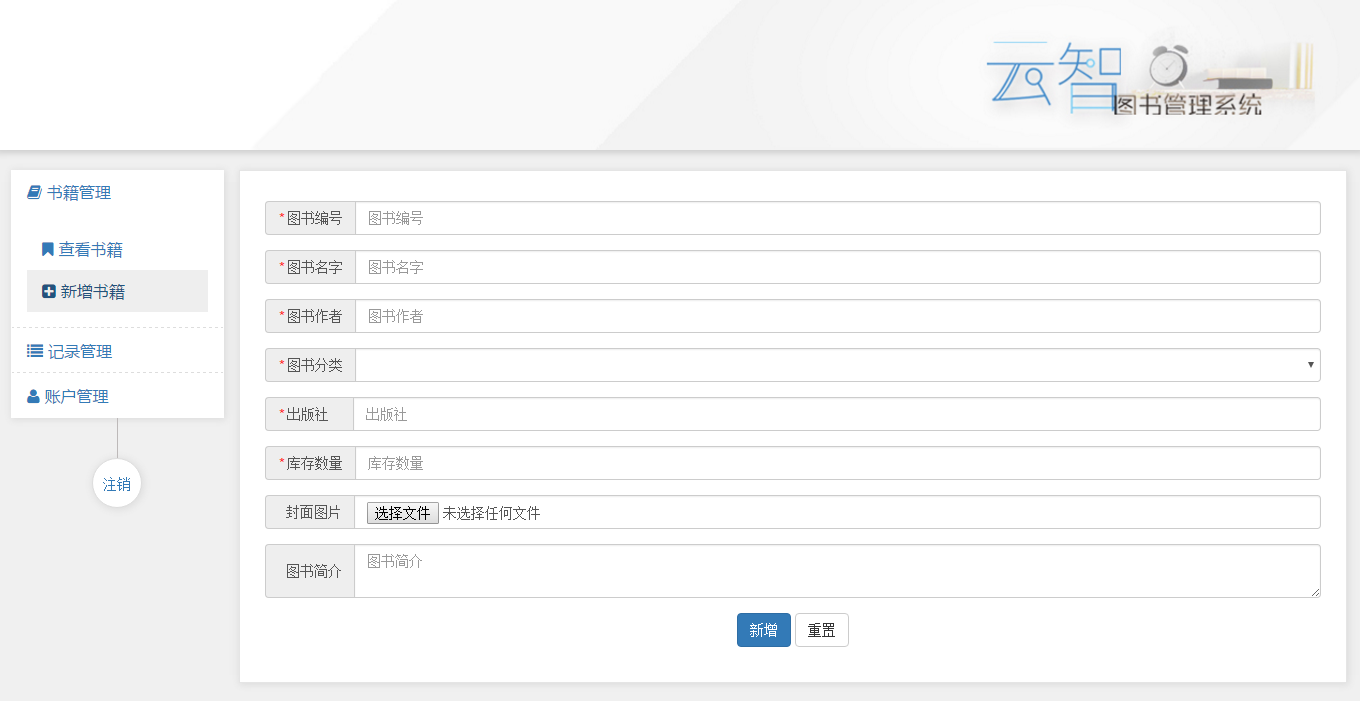 云智
图书管理系统
书籍管理
查看书籍
新增书籍
记录管理
账户管理
注销
*图书编号 图书编号
*图书名字 图书名字
*图书作者 图书作者
*图书分类
*出版社 出版社
*库存数量 库存数量
封面图片 选择文件 未选择任何文件
图书简介 图书简介
新增 重置